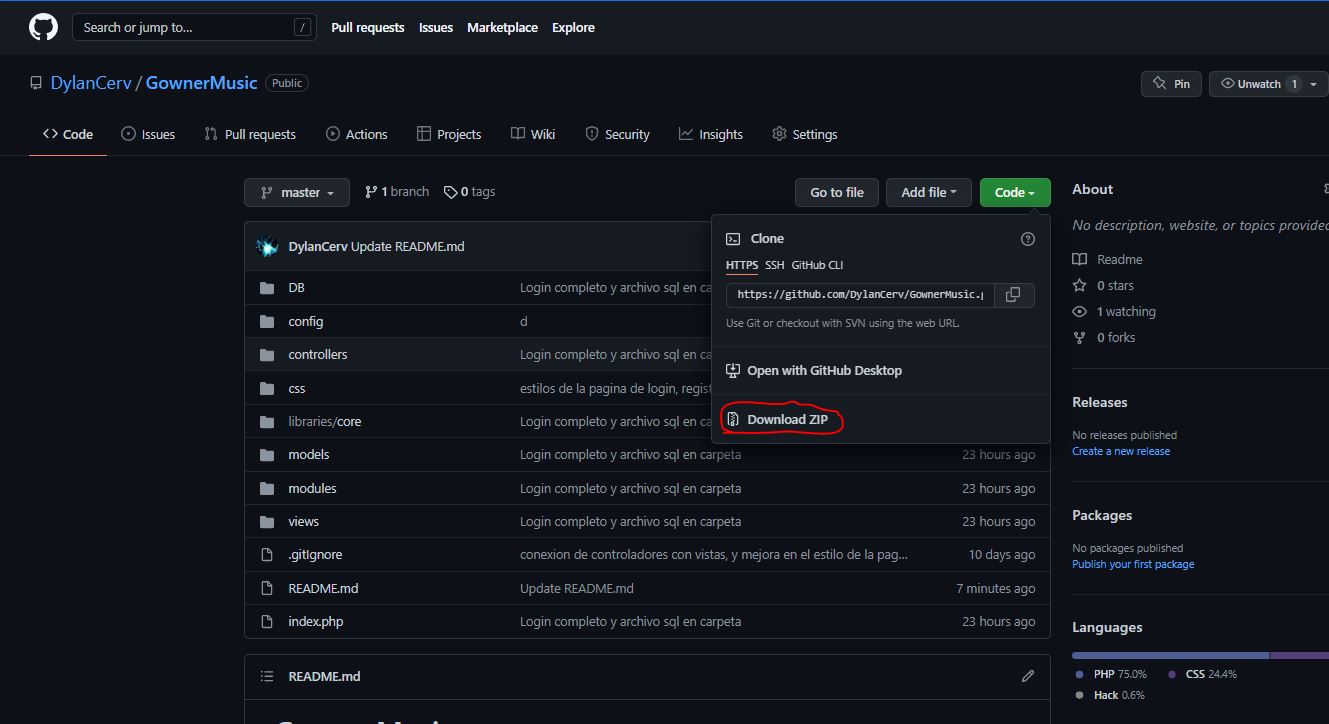 Search or jump to... /
Pull requests Issues Marketplace Explore
DylanCerv / GownerMusic Public
Pin Unwatch 1
Code Issues Pull requests Actions Projects Wiki Security Insights Settings
master 1 branch 0 tags Go to file Add file Code
DylanCerv Update README.md
DB Login completo y archivo sql en ca
config d
controllers Login completo y archivo sql en ca
css estilos de la pagina de login, regist
libraries/core Login completo y archivo sql en ca
models Login completo y archivo sql en carpeta 23 hours ago
modules Login completo y archivo sql en carpeta 23 hours ago
views Login completo y archivo sql en carpeta 23 hours ago
.gitIgnore conexion de controladores con vistas, y mejora en el estilo de la pag... 10 days ago
README.md Update README.md 7 minutes ago
index.php Login completo y archivo sql en carpeta 23 hours ago
Clone
HTTPS SSH GitHub CLI
https://github.com/DylanCerv/GownerMusic.g
Use Git or checkout with SVN using the web URL.
Open with GitHub Desktop
Download ZIP
README.md
About
No description, website, or topics provided
Readme
0 stars
1 watching
0 forks
Releases
No releases published
Create a new release
Packages
No packages published
Publish your first package
Languages
PHP 75.0% CSS 24.4%
Hack 0.6%